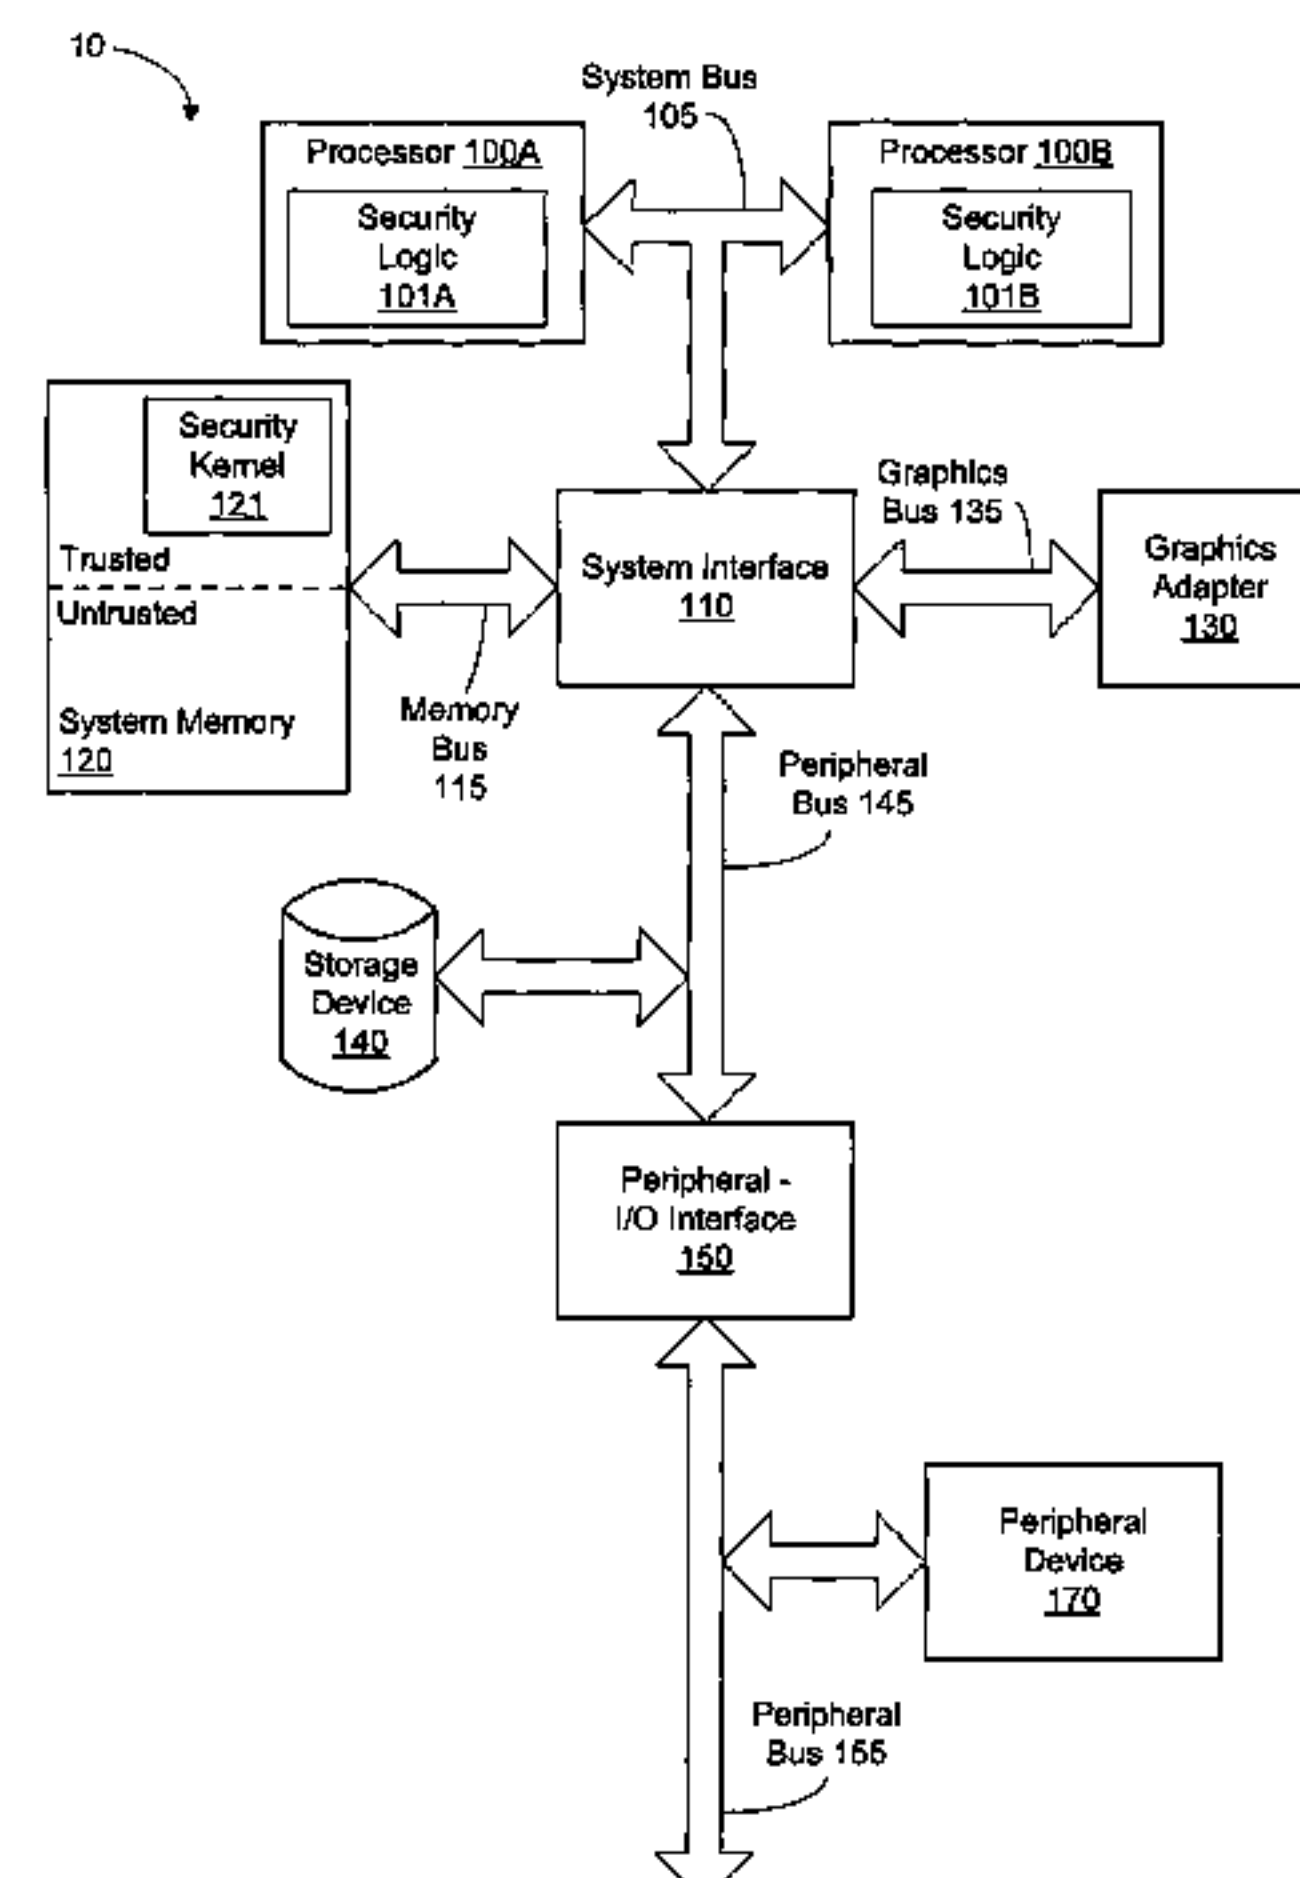 10
System Bus
105
Processor 100A
Security
Logic
101A
Processor 100B
Security
Logic
101B
Security
Kernel
121
Trusted
Untrusted
System Memory
120
Memory
Bus
115
System Interface
110
Graphics
Bus 135
Graphics
Adapter
130
Peripheral
Bus 145
Storage
Device
140
Peripheral -
I/O Interface
150
Peripheral
Device
170
Peripheral
Bus 155